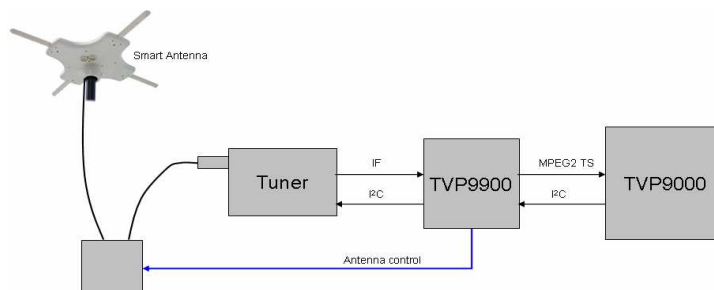 Smart Antenna
Tuner
IF
I²C
TVP9900
MPEG2 TS
I²C
TVP9000
Antenna control